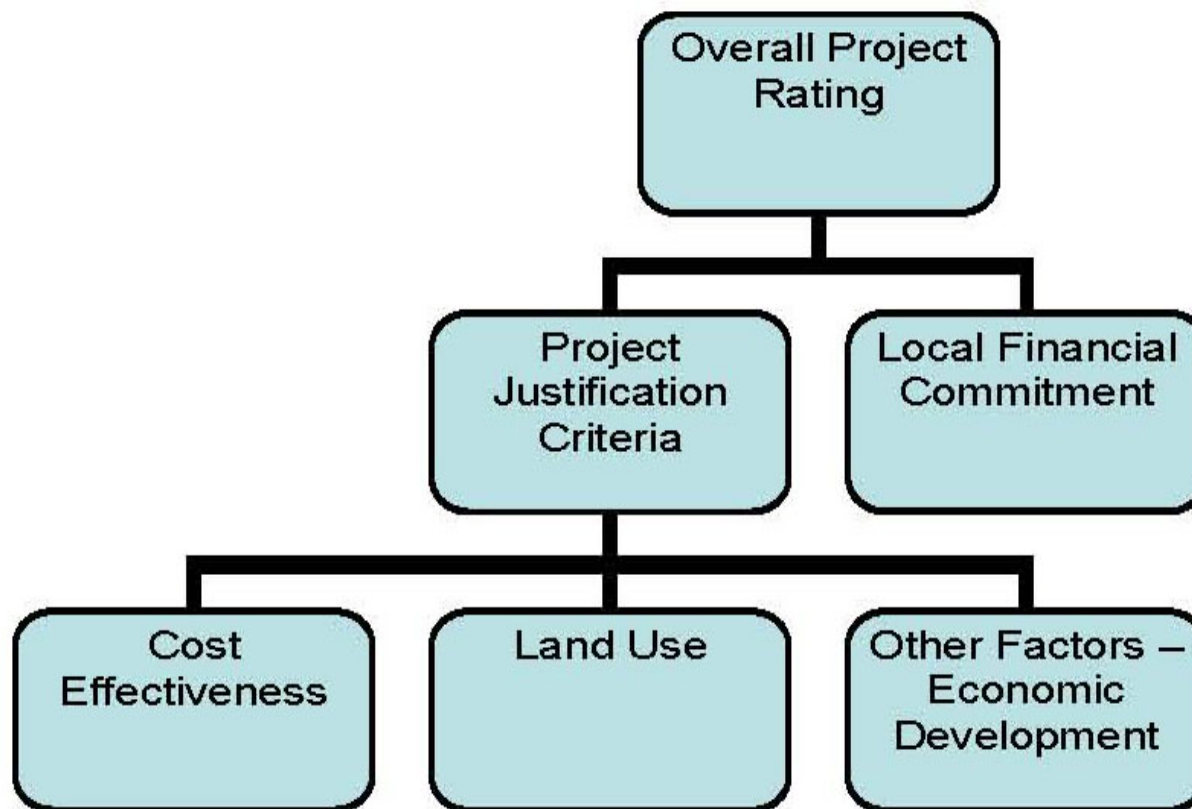 Overall Project
Rating
Project
Justification
Criteria
Local Financial
Commitment
Cost
Effectiveness
Land Use
Other Factors –
Economic
Development